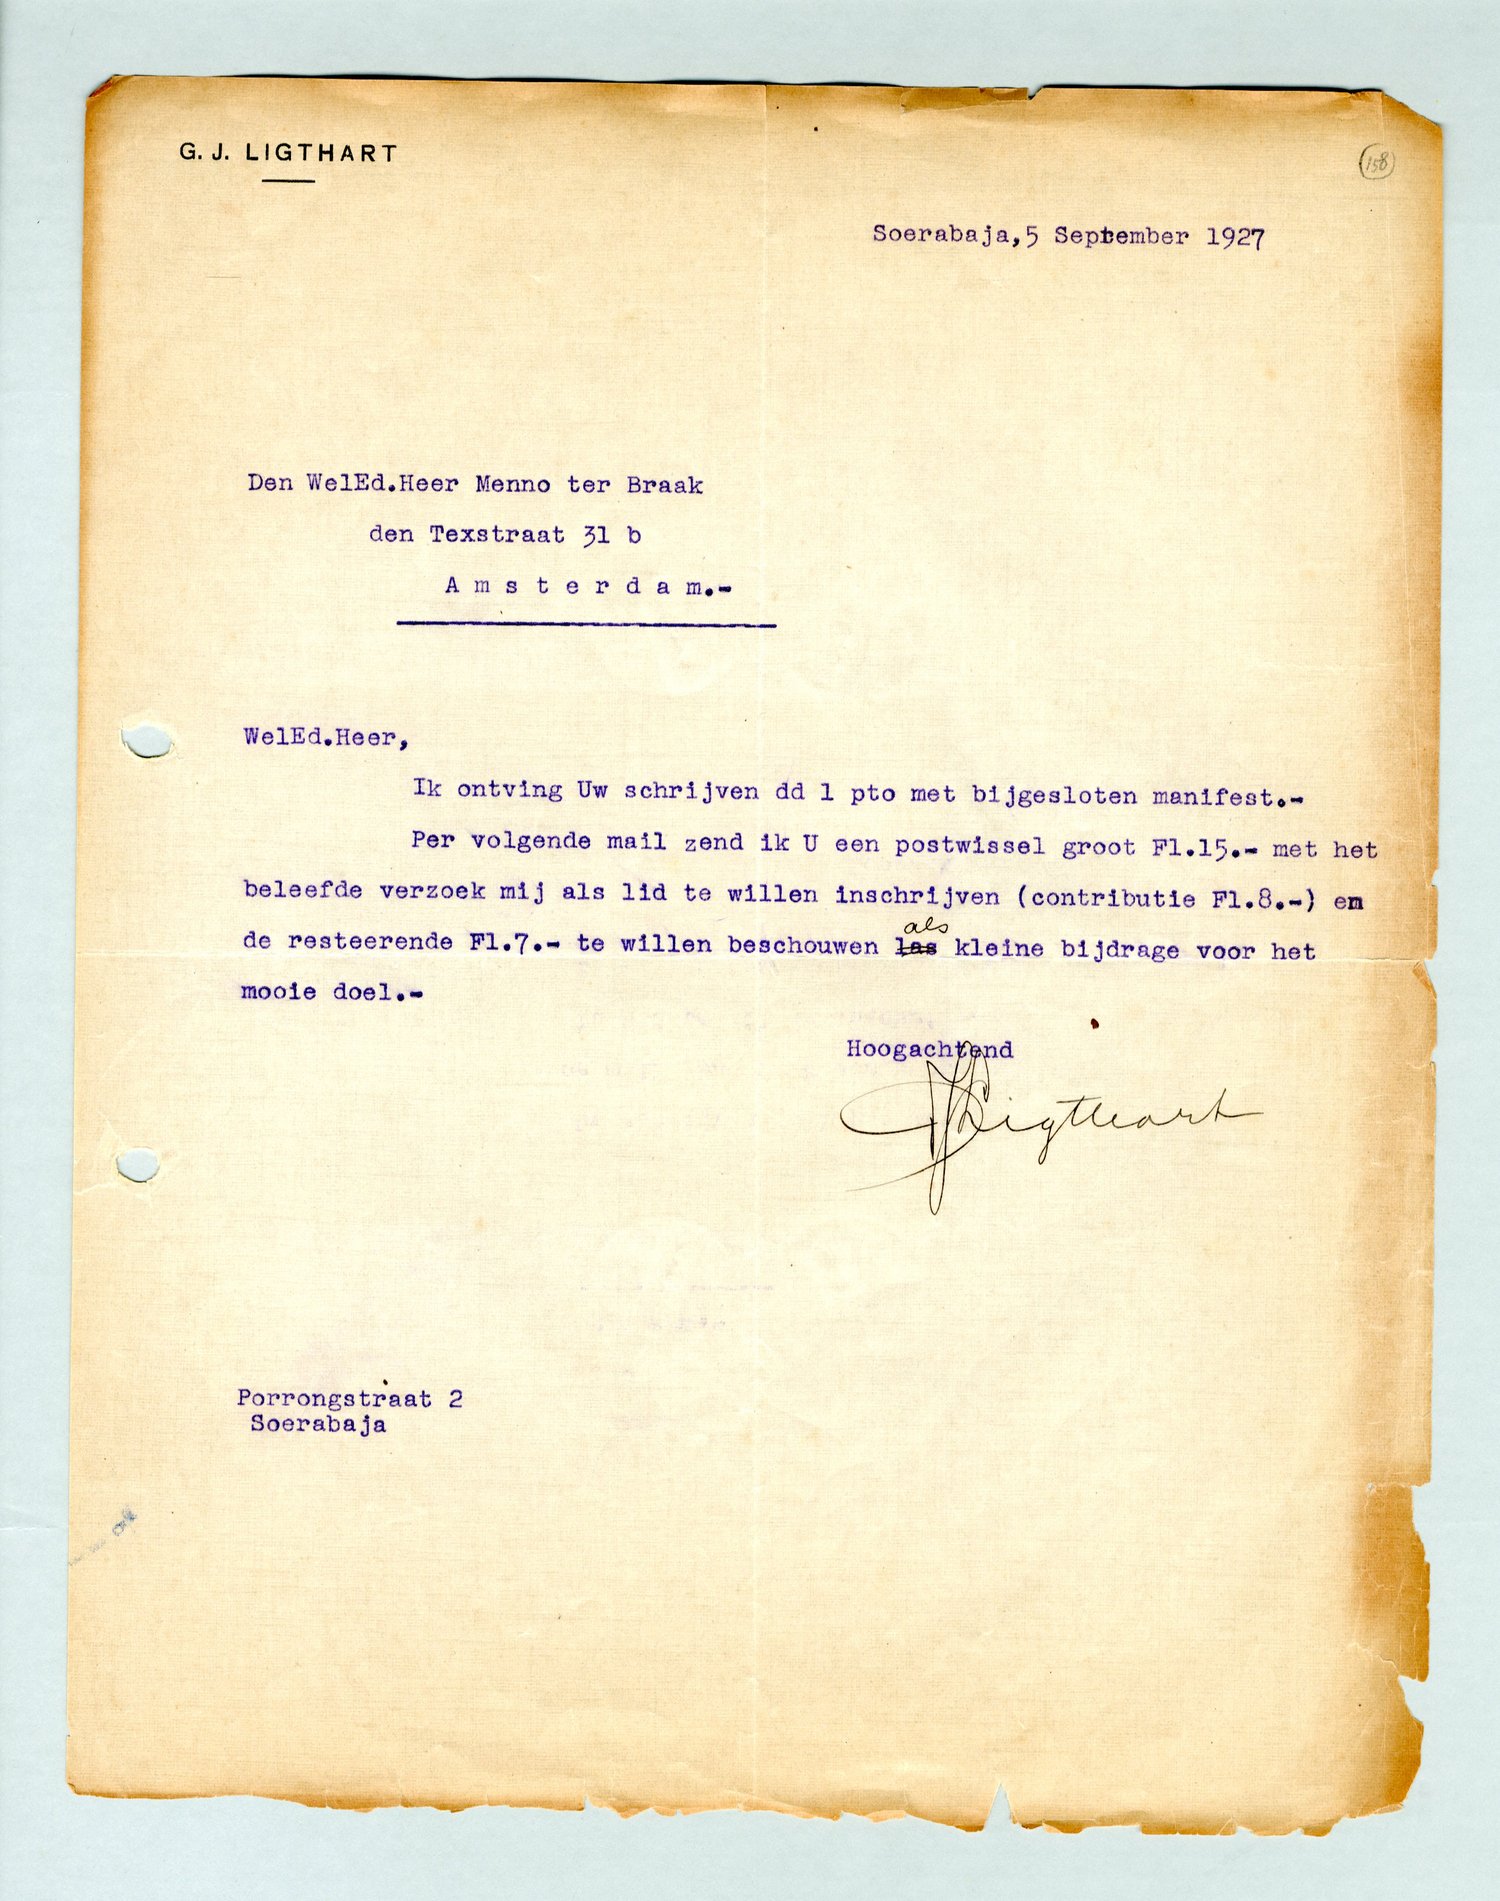 G. J. LIGTHART
158
Soerabaja, 5 September 1927
Den WelEd.Heer Menno ter Braak
den Texstraat 31 b
A m s t e r d a m.-
WelEd.Heer,
Ik ontving Uw schrijven dd 1 pto met bijgesloten manifest.-
Per volgende mail zend ik U een postwissel groot Fl.15.- met het
beleefde verzoek mij als lid te willen inschrijven (contributie Fl.8.-) en
als
de resteerende Fl.7.- te willen beschouwen las kleine bijdrage voor het
mooie doel.-
Hoogachtend
GJLigthart
Porrongstraat 2
Soerabaja